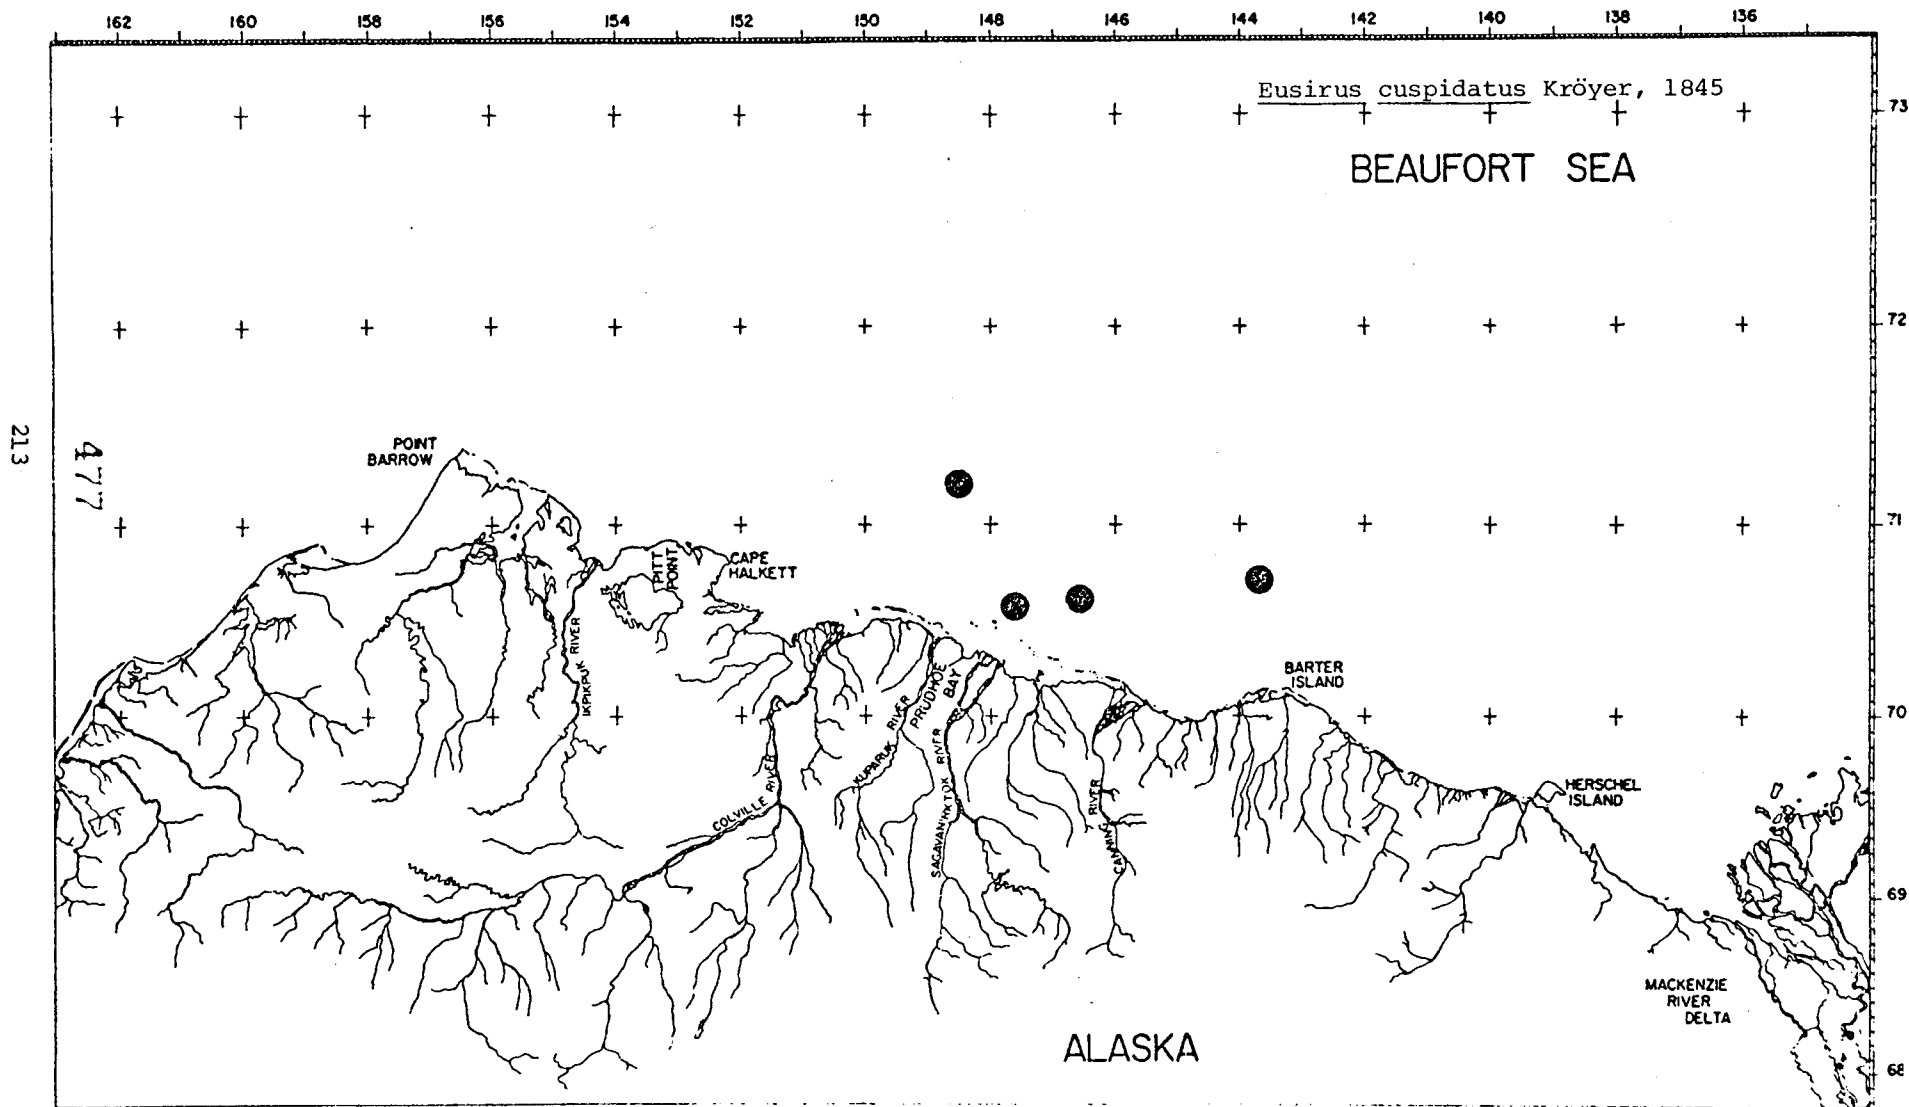 162 160 158 156 154 152 150 148 146 144 142 140 138 136
Eusirus cuspidatus Kröyer, 1845
73
BEAUFORT SEA
72
213
477
POINT
BARROW
71
PITT
POINT
CAPE
HALKETT
IKPIKPUK RIVER
BARTER
ISLAND
PRUDHOE
BAY
70
KUPARUK RIVER
SAGAVANIRKTOK RIVER
COLVILLE RIVER
CANNING RIVER
HERSCHEL
ISLAND
69
MACKENZIE
RIVER
DELTA
ALASKA
68